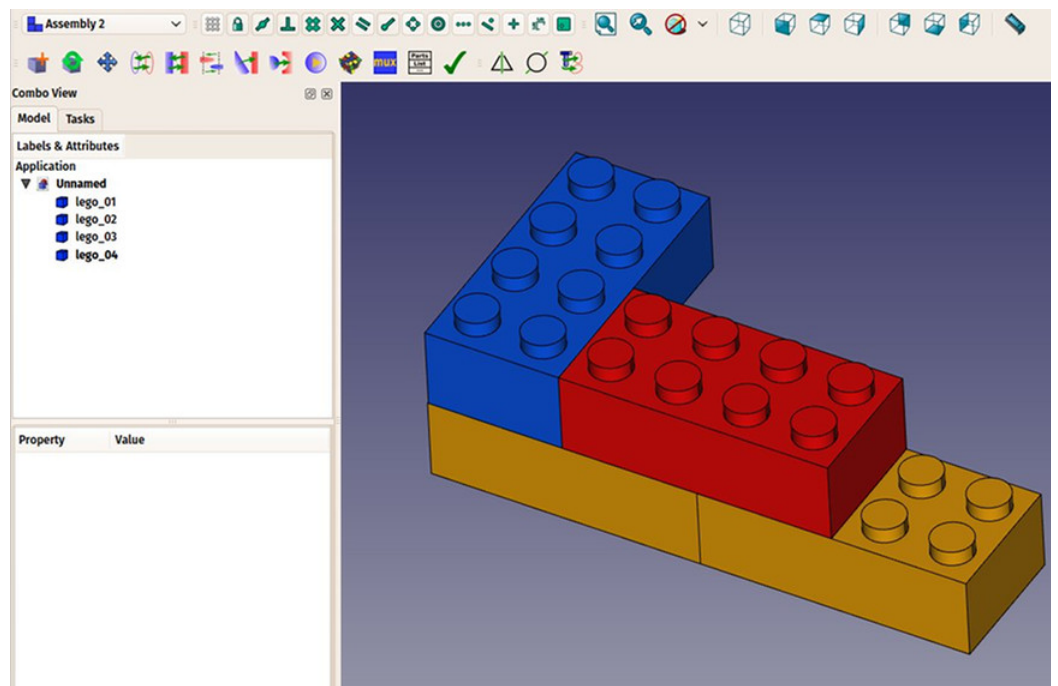 Assembly 2
mux
Parts
List
Combo View
Model Tasks
Labels & Attributes
Application
Unnamed
lego_01
lego_02
lego_03
lego_04
Property Value